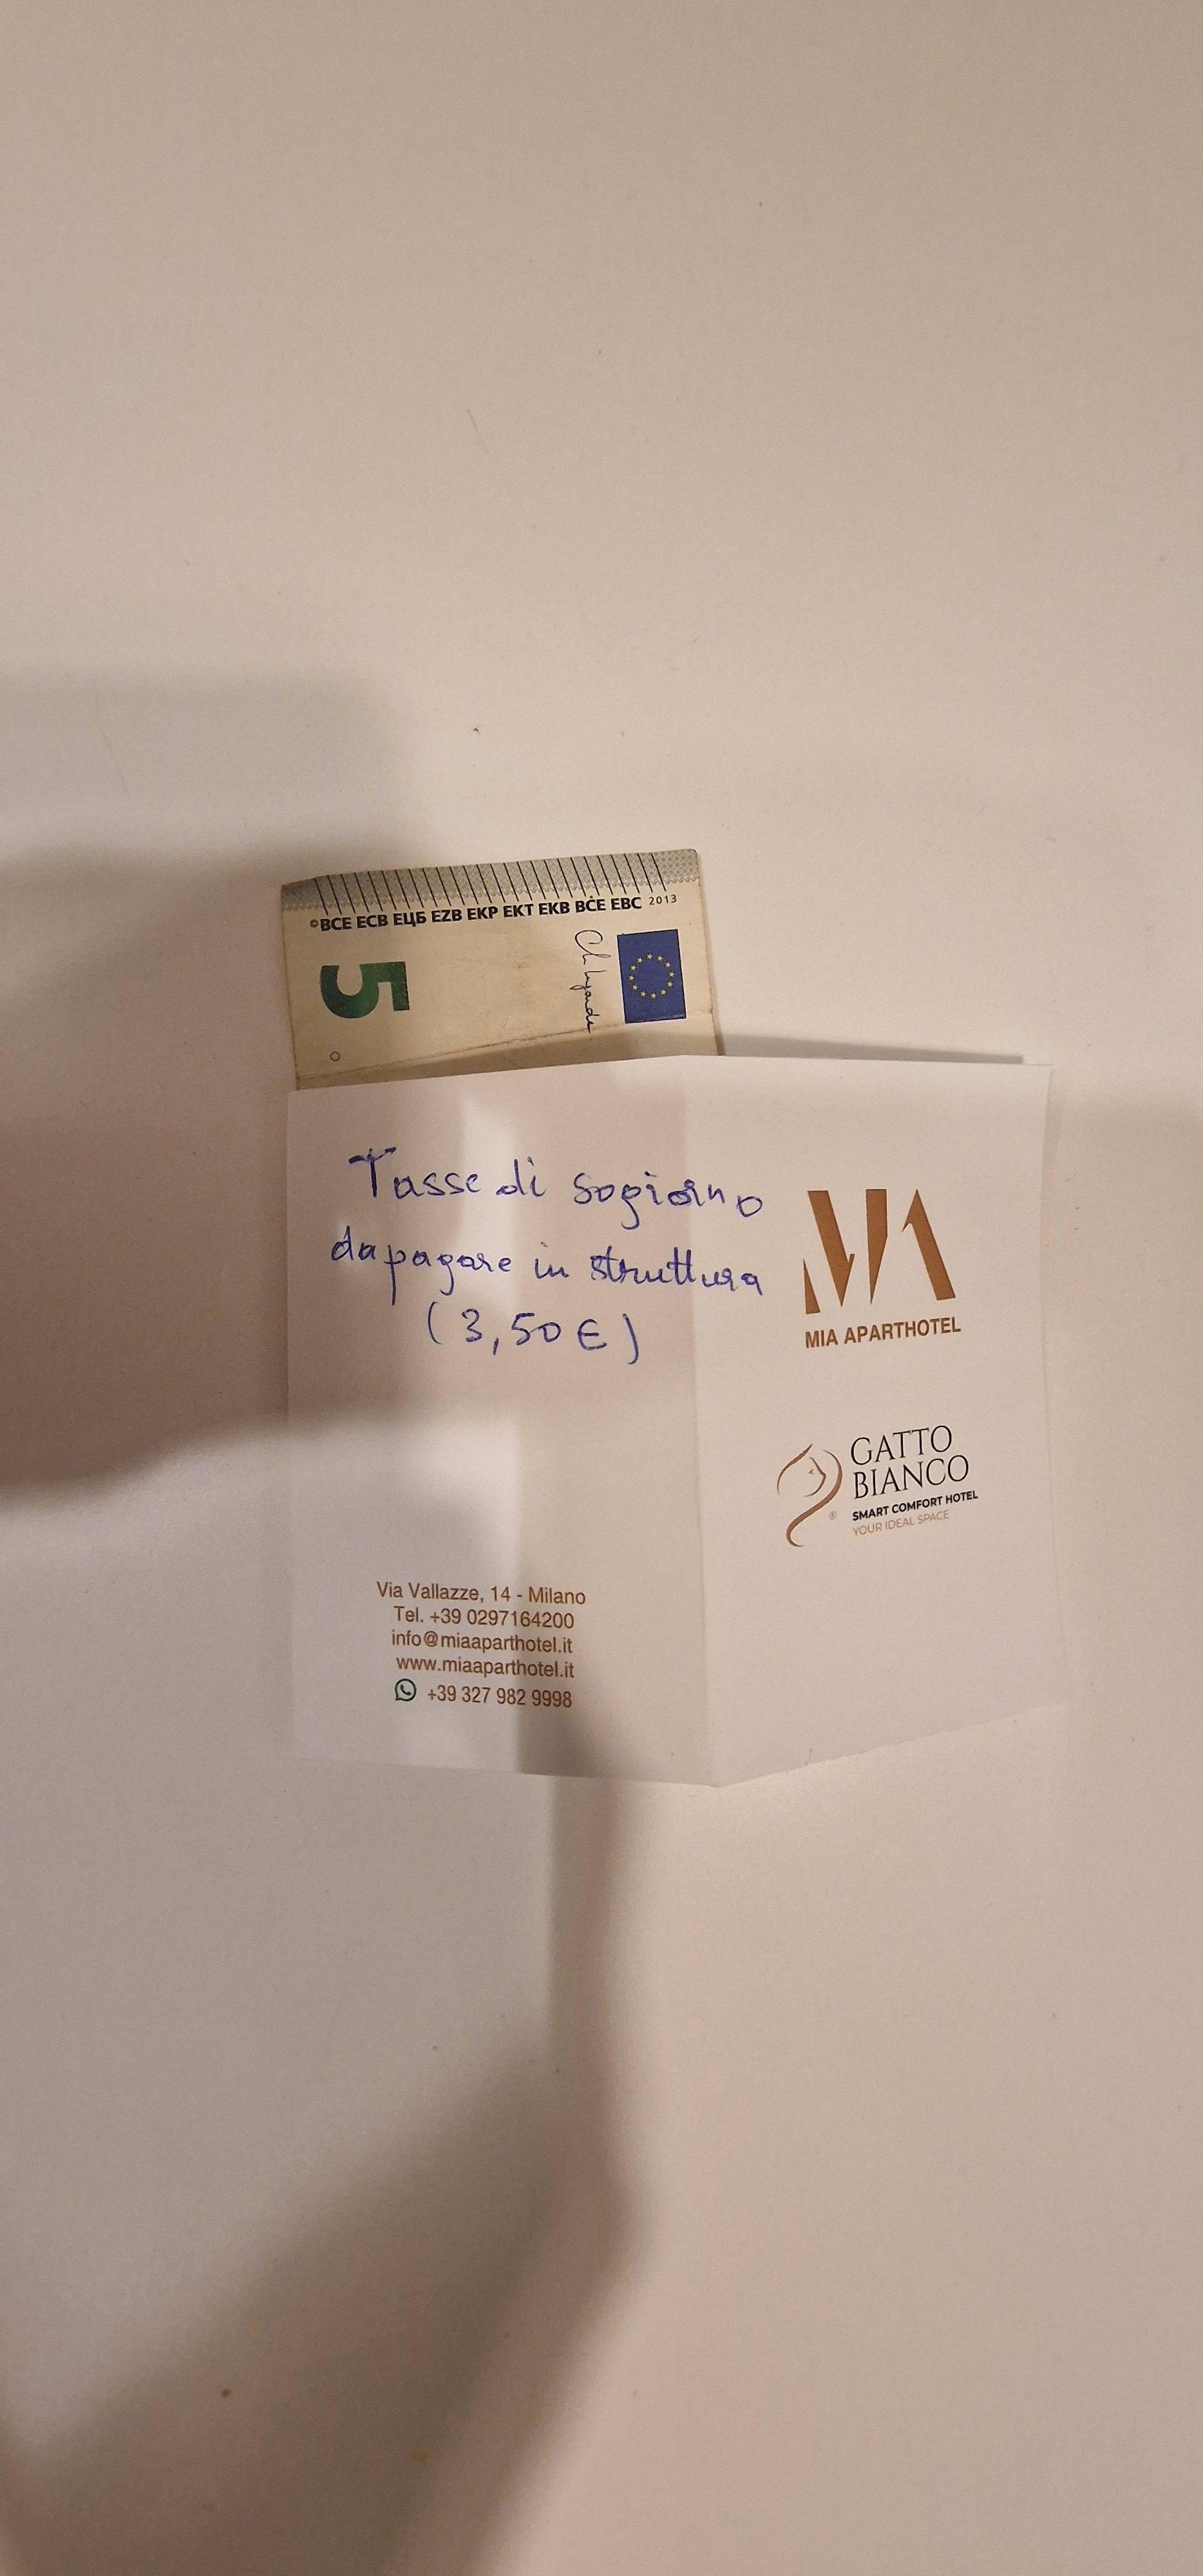 ©BCE ECB ЕЦБ EZB EKP EKT EKB BĊE EBC 2013
5
Tasse di sogiorno
da pagare in struttura
(3,50€)
MIA APARTHOTEL
GATTO
BIANCO
®
SMART COMFORT HOTEL
YOUR IDEAL SPACE
Via Vallazze, 14 - Milano
Tel. +39 0297164200
info@miaaparthotel.it
www.miaaparthotel.it
+39 327 982 9998